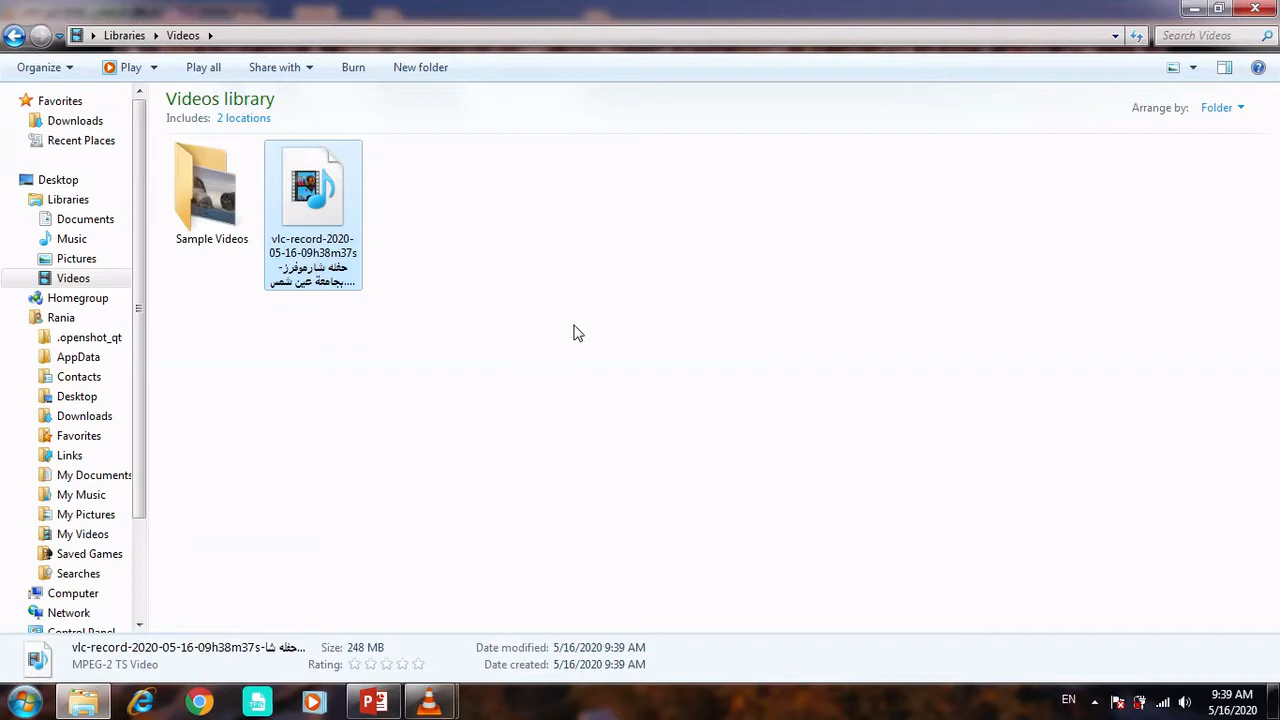 Libraries
Videos
Search Videos
Organize
Play
Play all
Share with
Burn
New folder
Favorites
Downloads
Recent Places
Desktop
Libraries
Documents
Music
Pictures
Videos
Homegroup
Rania
.openshot_qt
AppData
Contacts
Desktop
Downloads
Favorites
Links
My Documents
My Music
My Pictures
My Videos
Saved Games
Searches
Computer
Network
Control Panel
Videos library
Includes: 2 locations
Arrange by: Folder
Sample Videos
vlc-record-2020-
05-16-09h38m37s
حفله شارموفرز-
بجامعة عين شمس....
vlc-record-2020-05-16-09h38m37s-حفله شا...
MPEG-2 TS Video
Size: 248 MB
Rating:
Date modified: 5/16/2020 9:39 AM
Date created: 5/16/2020 9:39 AM
EN
9:39 AM
5/16/2020